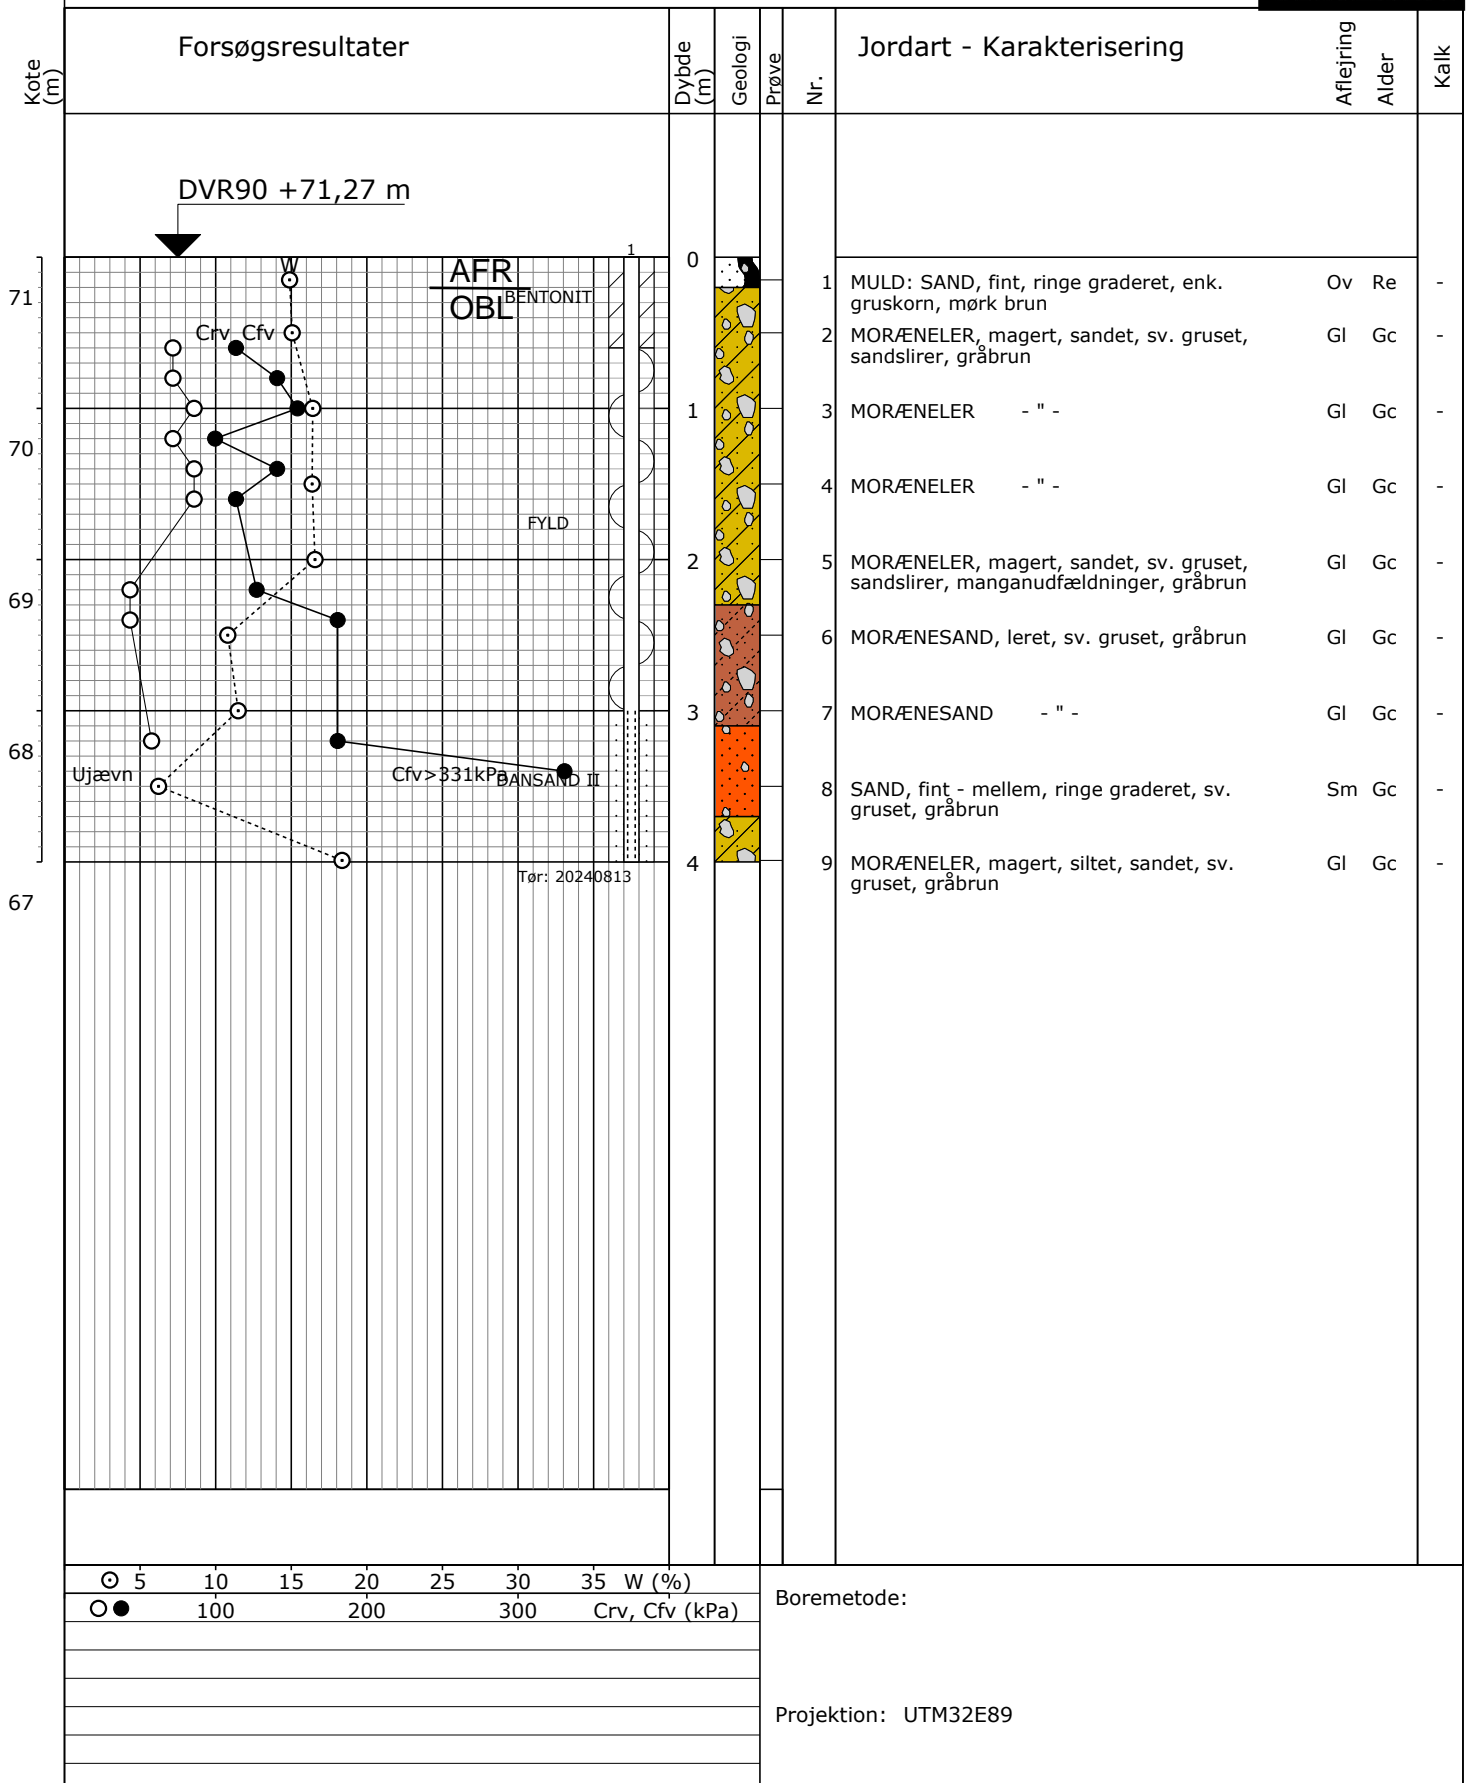 Forsøgsresultater
Kote
(m)
Dybde
(m)
Geologi
Prøve
Nr.
Jordart - Karakterisering
Aflejring
Alder
Kalk
DVR90 +71,27 m
1
W
AFR
OBL
BENTONIT
0
71
1 MULD: SAND, fint, ringe graderet, enk. Ov Re -
gruskorn, mørk brun
Crv Cfv
2 MORÆNELER, magert, sandet, sv. gruset, Gl Gc -
sandslirer, gråbrun
1
3 MORÆNELER - " - Gl Gc -
70
4 MORÆNELER - " - Gl Gc -
FYLD
2
5 MORÆNELER, magert, sandet, sv. gruset, Gl Gc -
sandslirer, manganudfældninger, gråbrun
69
6 MORÆNESAND, leret, sv. gruset, gråbrun Gl Gc -
3
7 MORÆNESAND - " - Gl Gc -
68
Ujævn
Cfv>331kPa
DANSAND II
8 SAND, fint - mellem, ringe graderet, sv. Sm Gc -
gruset, gråbrun
4
9 MORÆNELER, magert, siltet, sandet, sv. Gl Gc -
gruset, gråbrun
Tør: 20240813
67
5 10 15 20 25 30 35 W (%)
100 200 300 Crv, Cfv (kPa)
Boremetode:
Projektion: UTM32E89